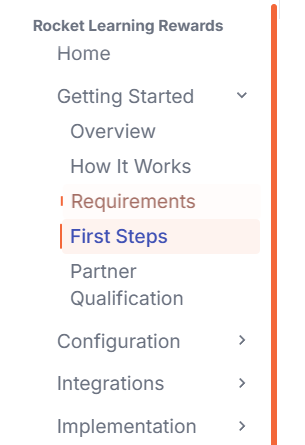 Rocket Learning Rewards
Home
Getting Started
Overview
How It Works
Requirements
First Steps
Partner
Qualification
Configuration
Integrations
Implementation